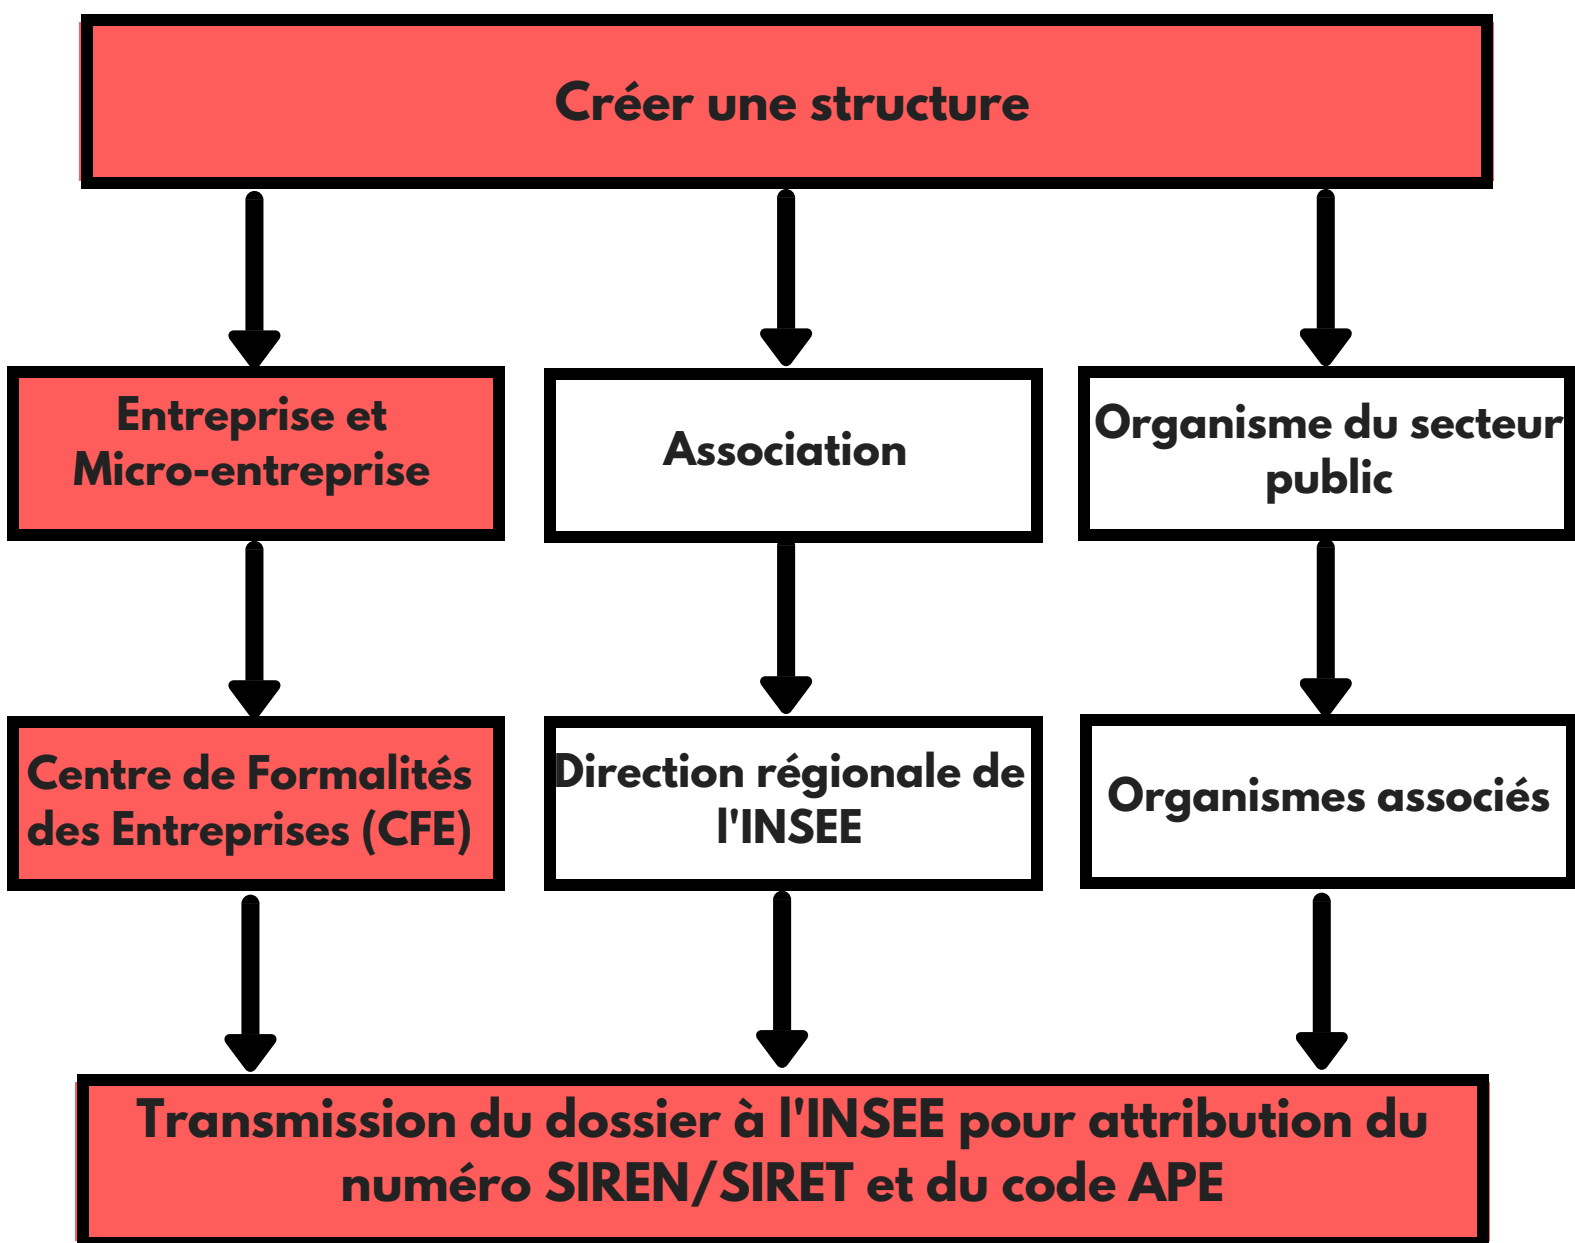 Créer une structure
Entreprise et
Micro-entreprise
Association
Organisme du secteur
public
Centre de Formalités
des Entreprises (CFE)
Direction régionale de
l'INSEE
Organismes associés
Transmission du dossier à l'INSEE pour attribution du
numéro SIREN/SIRET et du code APE